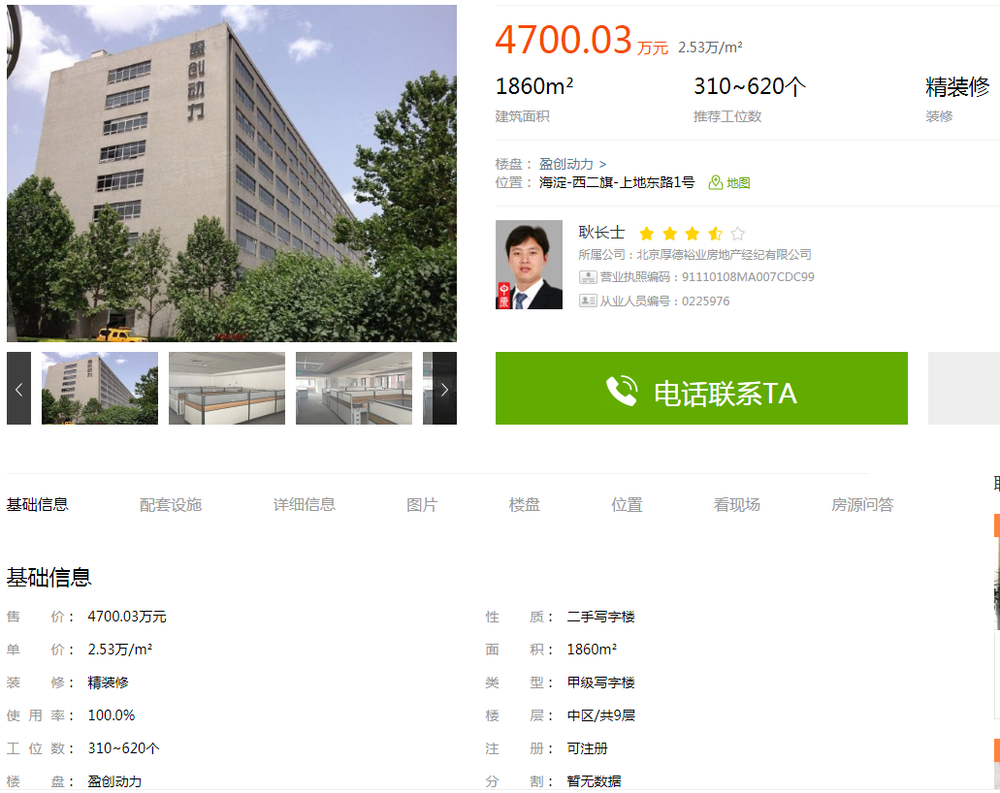 盈创动力
4700.03 万元 2.53万/m²
1860m² 310~620个 精装修
建筑面积 推荐工位数 装修
楼盘： 盈创动力 >
位置： 海淀-西二旗-上地东路1号 地图
耿长士
所属公司：北京厚德裕业房地产经纪有限公司
营业执照编码：91110108MA007CDC99
从业人员编号：0225976
中原
电话联系TA
基础信息 配套设施 详细信息 图片 楼盘 位置 看现场 房源问答
基础信息
售 价： 4700.03万元 性 质： 二手写字楼
单 价： 2.53万/m² 面 积： 1860m²
装 修： 精装修 类 型： 甲级写字楼
使 用 率： 100.0% 楼 层： 中区/共9层
工 位 数： 310~620个 注 册： 可注册
楼 盘： 盈创动力 分 割： 暂无数据